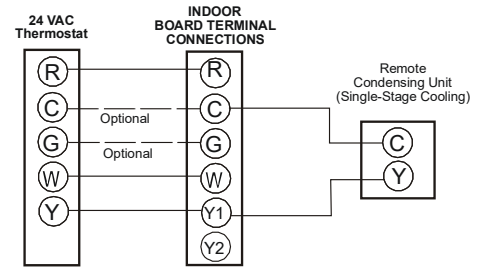 24 VAC
Thermostat
INDOOR
BOARD TERMINAL
CONNECTIONS
Remote
Condensing Unit
(Single-Stage Cooling)
R
R
C
Optional
C
G
Optional
G
C
W
W
Y
Y
Y1
Y2